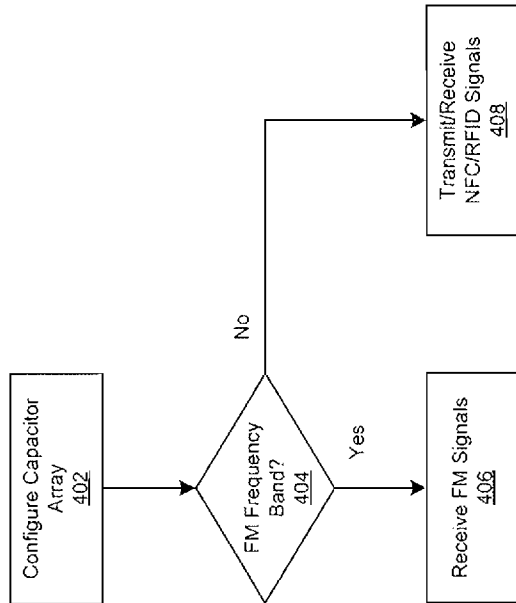 Configure Capacitor
Array
402
FM Frequency
Band?
404
No
Yes
Receive FM Signals
406
Transmit/Receive
NFC/RFID Signals
408